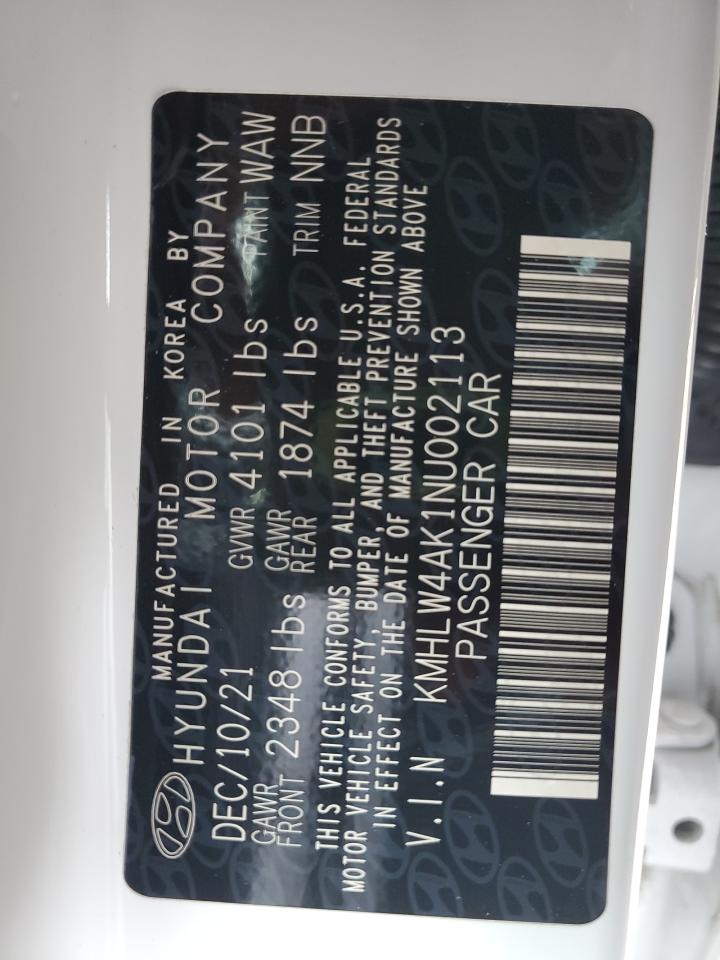 MANUFACTURED IN KOREA BY
HYUNDAI MOTOR COMPANY
DEC/10/21 GVWR 4101 lbs PAINT WAW
GAWR FRONT 2348 lbs GAWR REAR 1874 lbs TRIM NNB
THIS VEHICLE CONFORMS TO ALL APPLICABLE U.S.A. FEDERAL
MOTOR VEHICLE SAFETY, BUMPER, AND THEFT PREVENTION STANDARDS
IN EFFECT ON THE DATE OF MANUFACTURE SHOWN ABOVE
V.I.N KMHLW4AK1NU002113
PASSENGER CAR